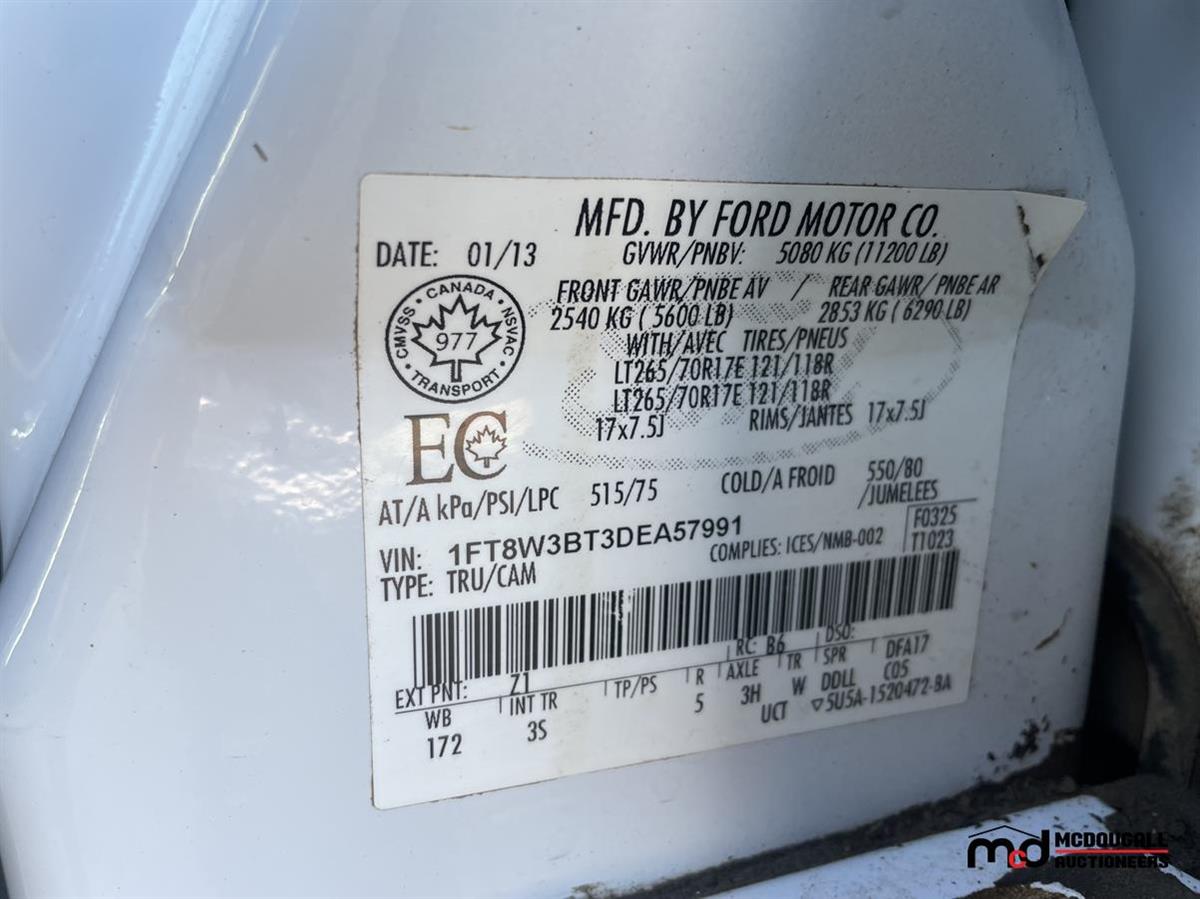 MFD. BY FORD MOTOR CO.
DATE: 01/13 GVWR/PNBV: 5080 KG (11200 LB)
FRONT GAWR/PNBE AV / REAR GAWR/ PNBE AR
2540 KG ( 5600 LB) 2853 KG ( 6290 LB)
WITH/AVEC TIRES/PNEUS
LT265/70R17E 121/118R
LT265/70R17E 121/118R
17x7.5J RIMS/JANTES 17x7.5J
CANADA
CMVSS 977 NSVAC
TRANSPORT
EC
AT/A kPa/PSI/LPC 515/75 COLD/A FROID 550/80
/JUMELEES
VIN: 1FT8W3BT3DEA57991 COMPLIES: ICES/NMB-002 F0325
TYPE: TRU/CAM T1023
EXT PNT: Z1 RC: B6 DSO:
WB INT TR TP/PS R AXLE TR SPR DFA17
172 3S 5 3H W DDLL C05
UCT ▽5U5A-1520472-BA
mcd MCDOUGALL
AUCTIONEERS